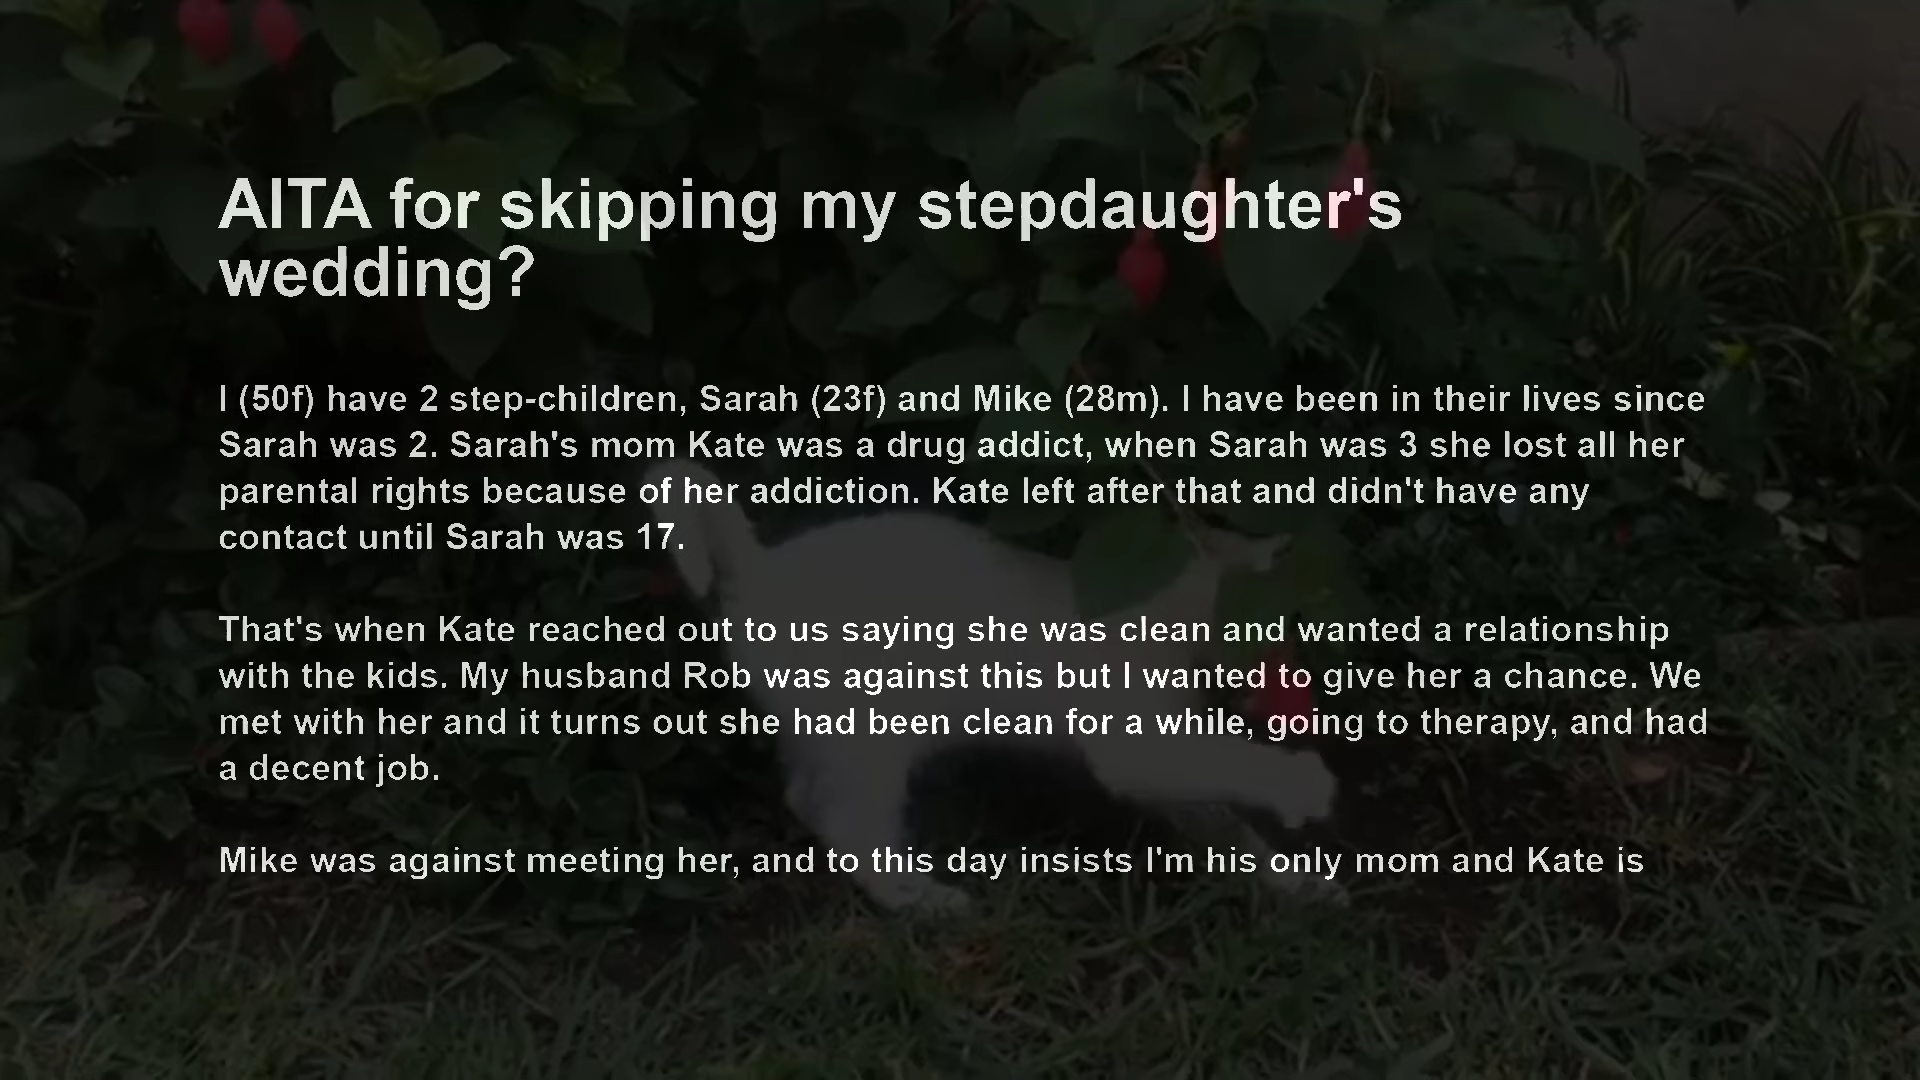 AITA for skipping my stepdaughter's
wedding?
I (50f) have 2 step-children, Sarah (23f) and Mike (28m). I have been in their lives since
Sarah was 2. Sarah's mom Kate was a drug addict, when Sarah was 3 she lost all her
parental rights because of her addiction. Kate left after that and didn't have any
contact until Sarah was 17.
That's when Kate reached out to us saying she was clean and wanted a relationship
with the kids. My husband Rob was against this but I wanted to give her a chance. We
met with her and it turns out she had been clean for a while, going to therapy, and had
a decent job.
Mike was against meeting her, and to this day insists I'm his only mom and Kate is